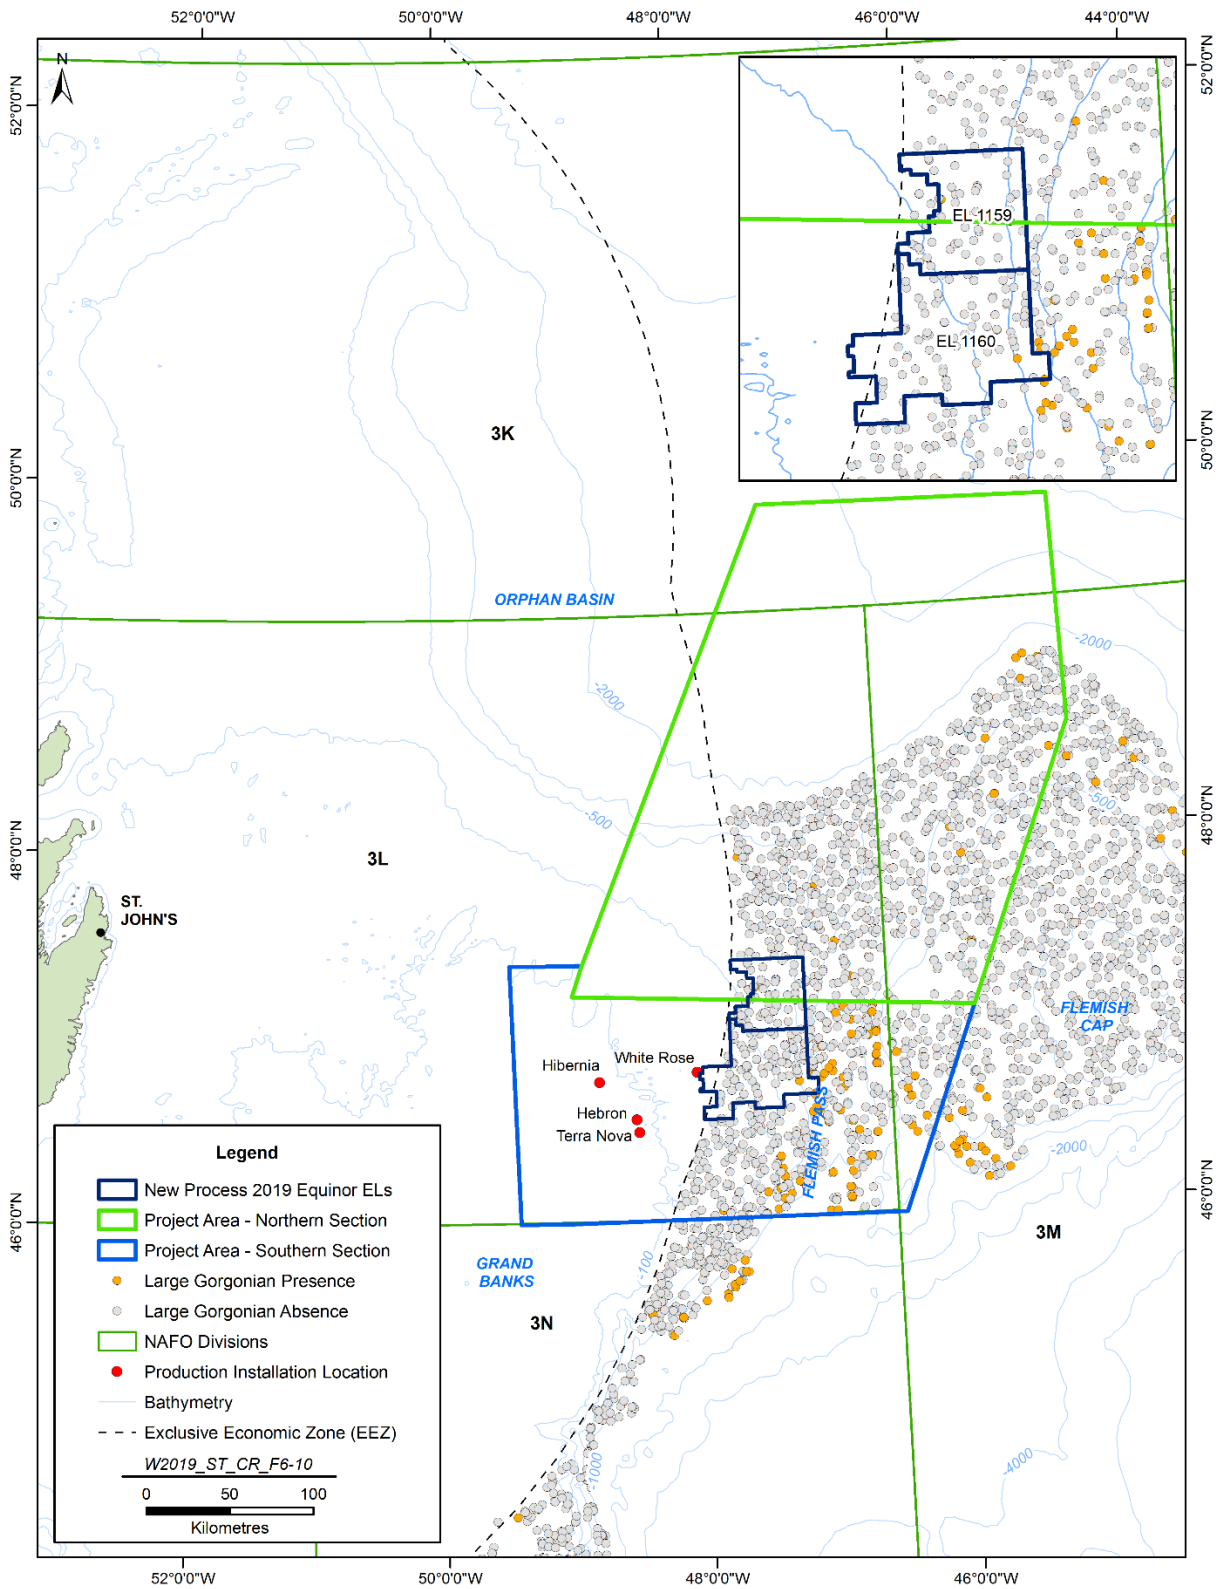 52°0'0"W
50°0'0"W
48°0'0"W
46°0'0"W
44°0'0"W
52°0'0"N
52°0'0"N
N
EL 1159
EL 1160
3K
50°0'0"N
50°0'0"N
ORPHAN BASIN
-2000
-2000
-500
-500
48°0'0"N
48°0'0"N
3L
ST.
JOHN'S
FLEMISH
CAP
White Rose
Hibernia
Hebron
Terra Nova
FLEMISH PASS
-2000
46°0'0"N
46°0'0"N
3M
GRAND
BANKS
-100
3N
-1000
-4000
Legend
New Process 2019 Equinor ELs
Project Area - Northern Section
Project Area - Southern Section
Large Gorgonian Presence
Large Gorgonian Absence
NAFO Divisions
Production Installation Location
Bathymetry
Exclusive Economic Zone (EEZ)
W2019_ST_CR_F6-10
0 50 100
Kilometres
52°0'0"W
50°0'0"W
48°0'0"W
46°0'0"W